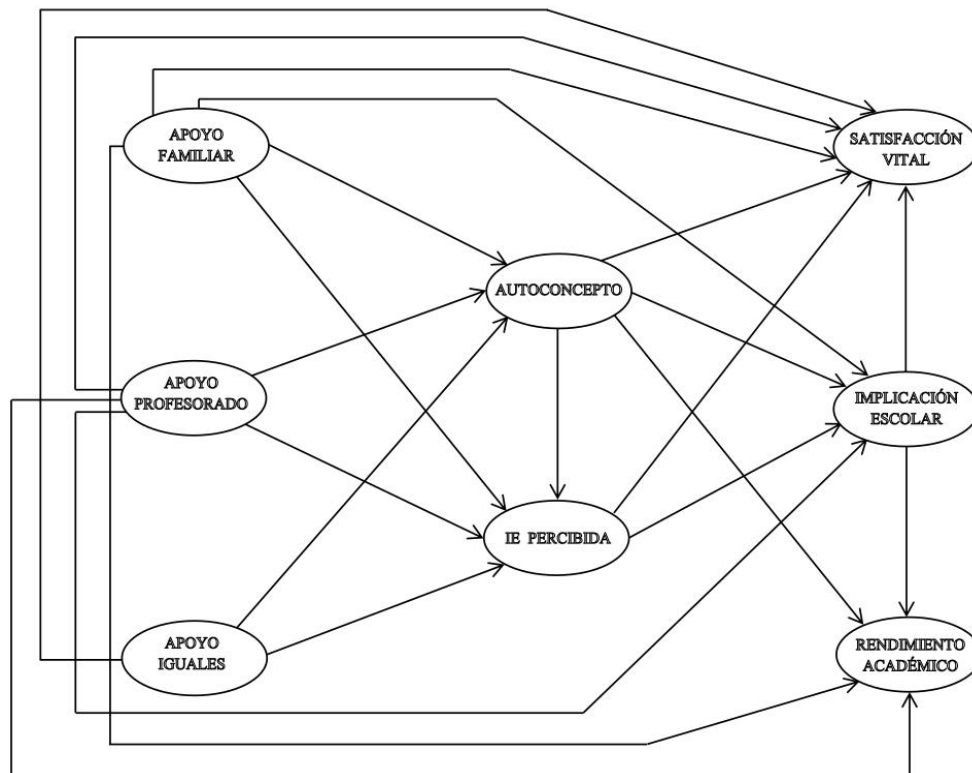 APOYO
FAMILIAR
SATISFACCIÓN
VITAL
AUTOCONCEPTO
APOYO
PROFESORADO
IMPLICACIÓN
ESCOLAR
IE PERCIBIDA
APOYO
IGUALES
RENDIMIENTO
ACADÉMICO